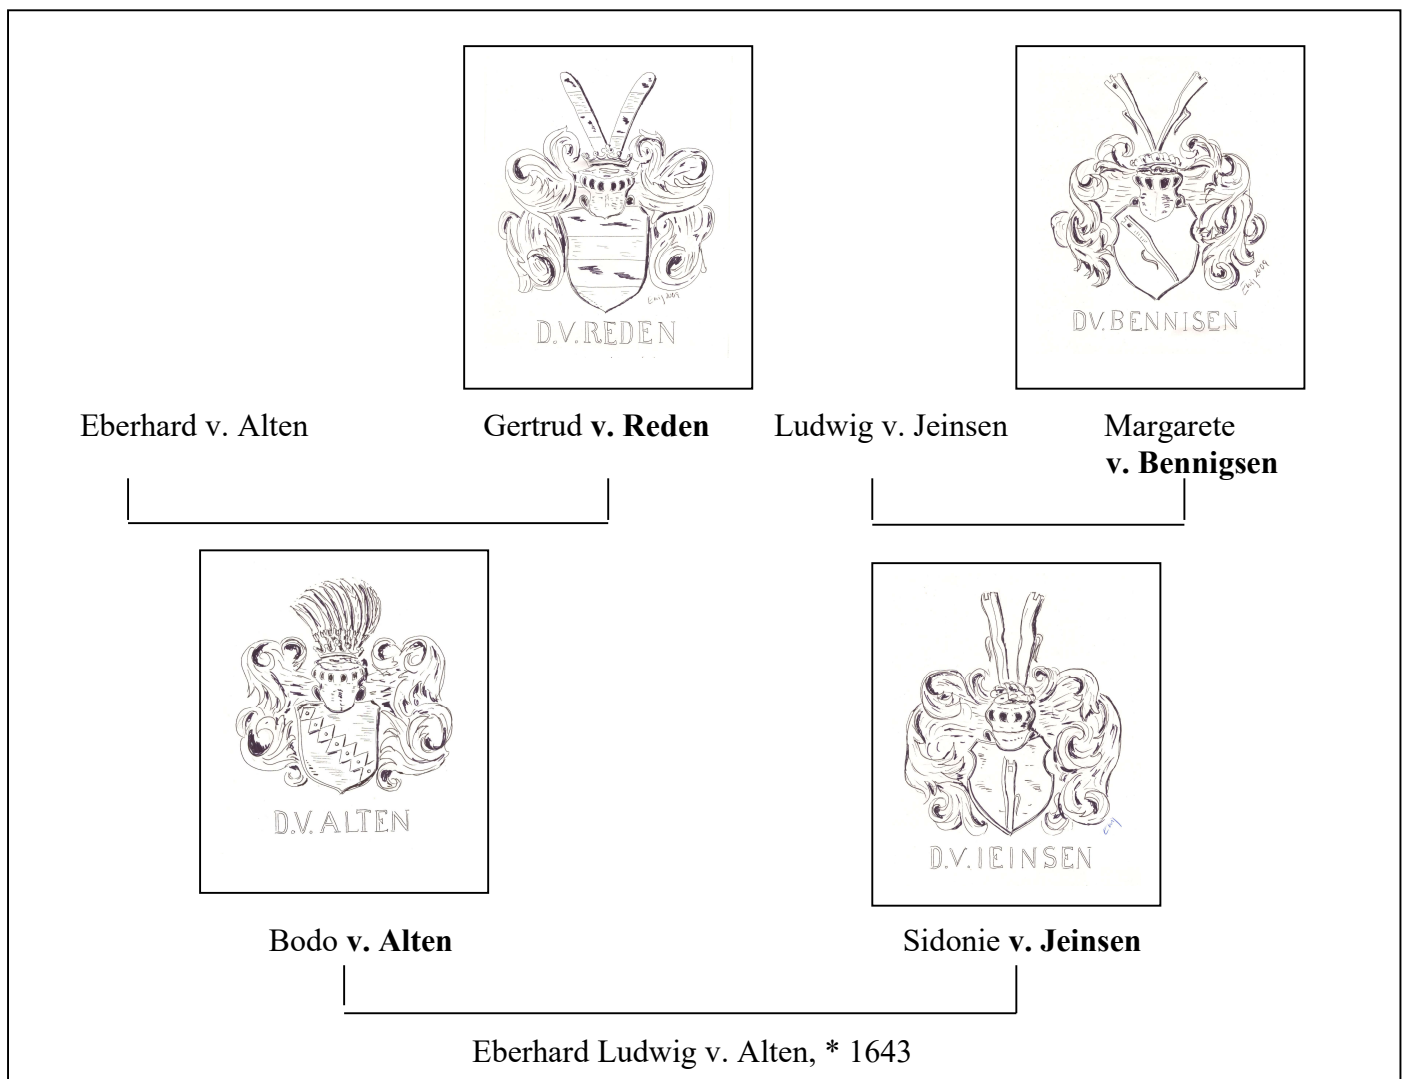 D.V.REDEN
DV.BENNISEN
Eberhard v. Alten
Gertrud v. Reden
Ludwig v. Jeinsen
Margarete
v. Bennigsen
D.V. ALTEN
D.V.IEINSEN
Bodo v. Alten
Sidonie v. Jeinsen
Eberhard Ludwig v. Alten, * 1643